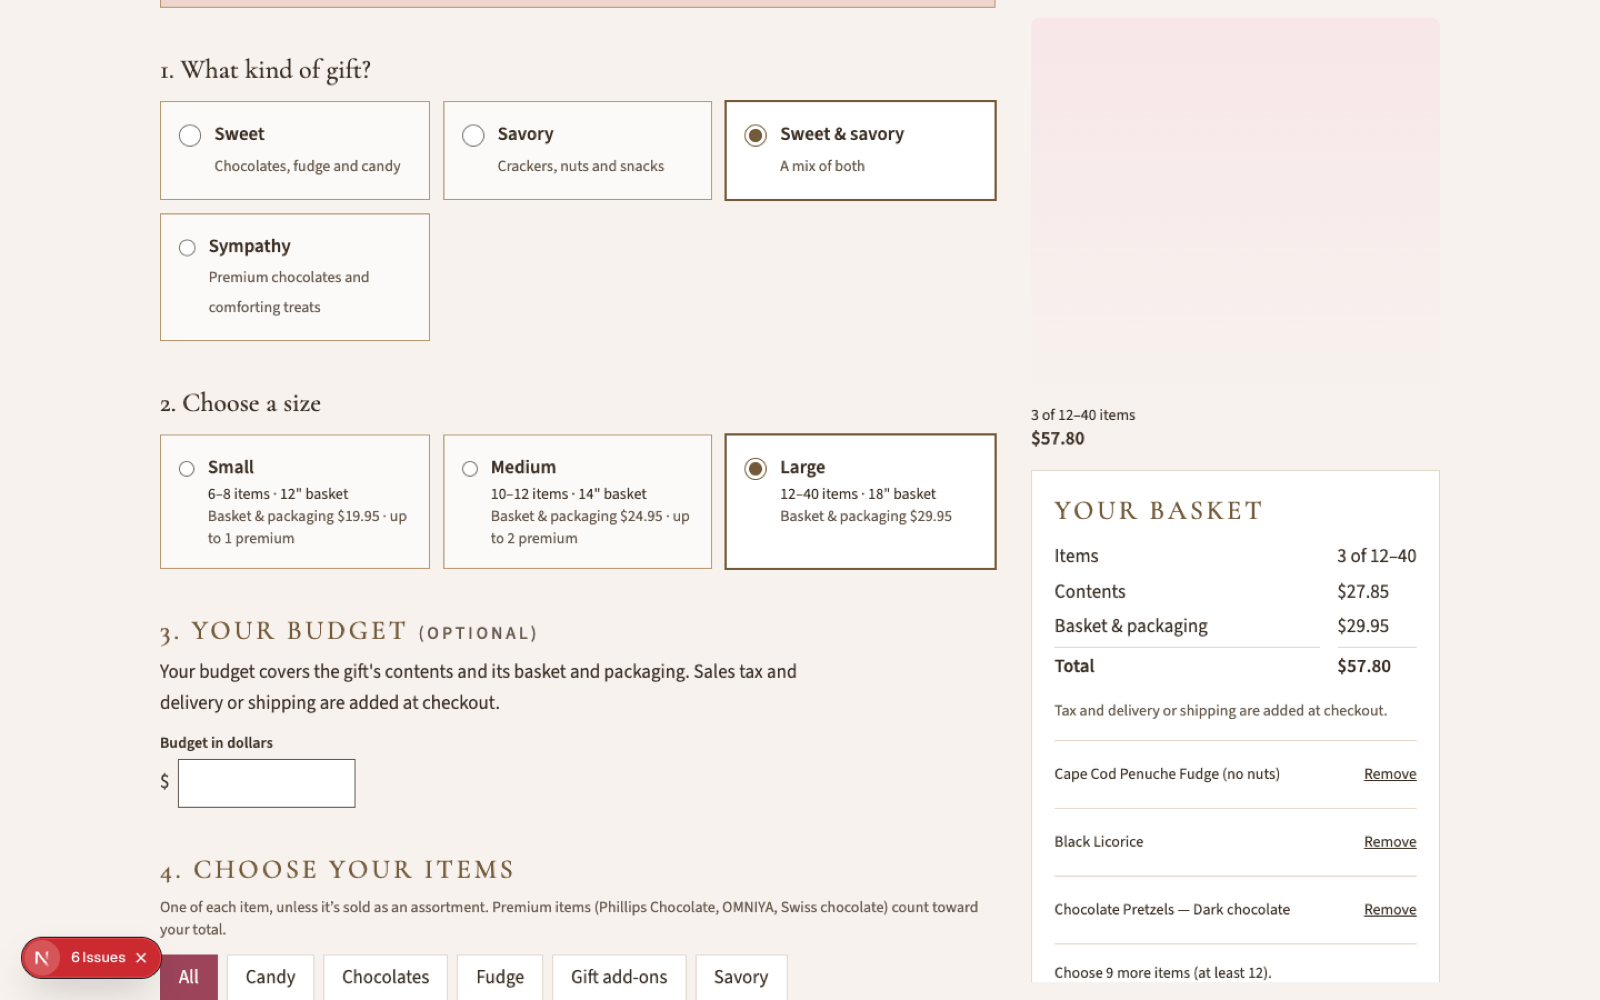 1. What kind of gift?
Sweet
Chocolates, fudge and candy
Savory
Crackers, nuts and snacks
Sweet & savory
A mix of both
Sympathy
Premium chocolates and
comforting treats
2. Choose a size
Small
6–8 items · 12" basket
Basket & packaging $19.95 · up
to 1 premium
Medium
10–12 items · 14" basket
Basket & packaging $24.95 · up
to 2 premium
Large
12–40 items · 18" basket
Basket & packaging $29.95
3. YOUR BUDGET (OPTIONAL)
Your budget covers the gift's contents and its basket and packaging. Sales tax and
delivery or shipping are added at checkout.
Budget in dollars
$
4. CHOOSE YOUR ITEMS
One of each item, unless it’s sold as an assortment. Premium items (Phillips Chocolate, OMNIYA, Swiss chocolate) count toward
your total.
All
Candy
Chocolates
Fudge
Gift add-ons
Savory
N 6 Issues
3 of 12–40 items
$57.80
YOUR BASKET
Items 3 of 12–40
Contents $27.85
Basket & packaging $29.95
Total $57.80
Tax and delivery or shipping are added at checkout.
Cape Cod Penuche Fudge (no nuts) Remove
Black Licorice Remove
Chocolate Pretzels — Dark chocolate Remove
Choose 9 more items (at least 12).